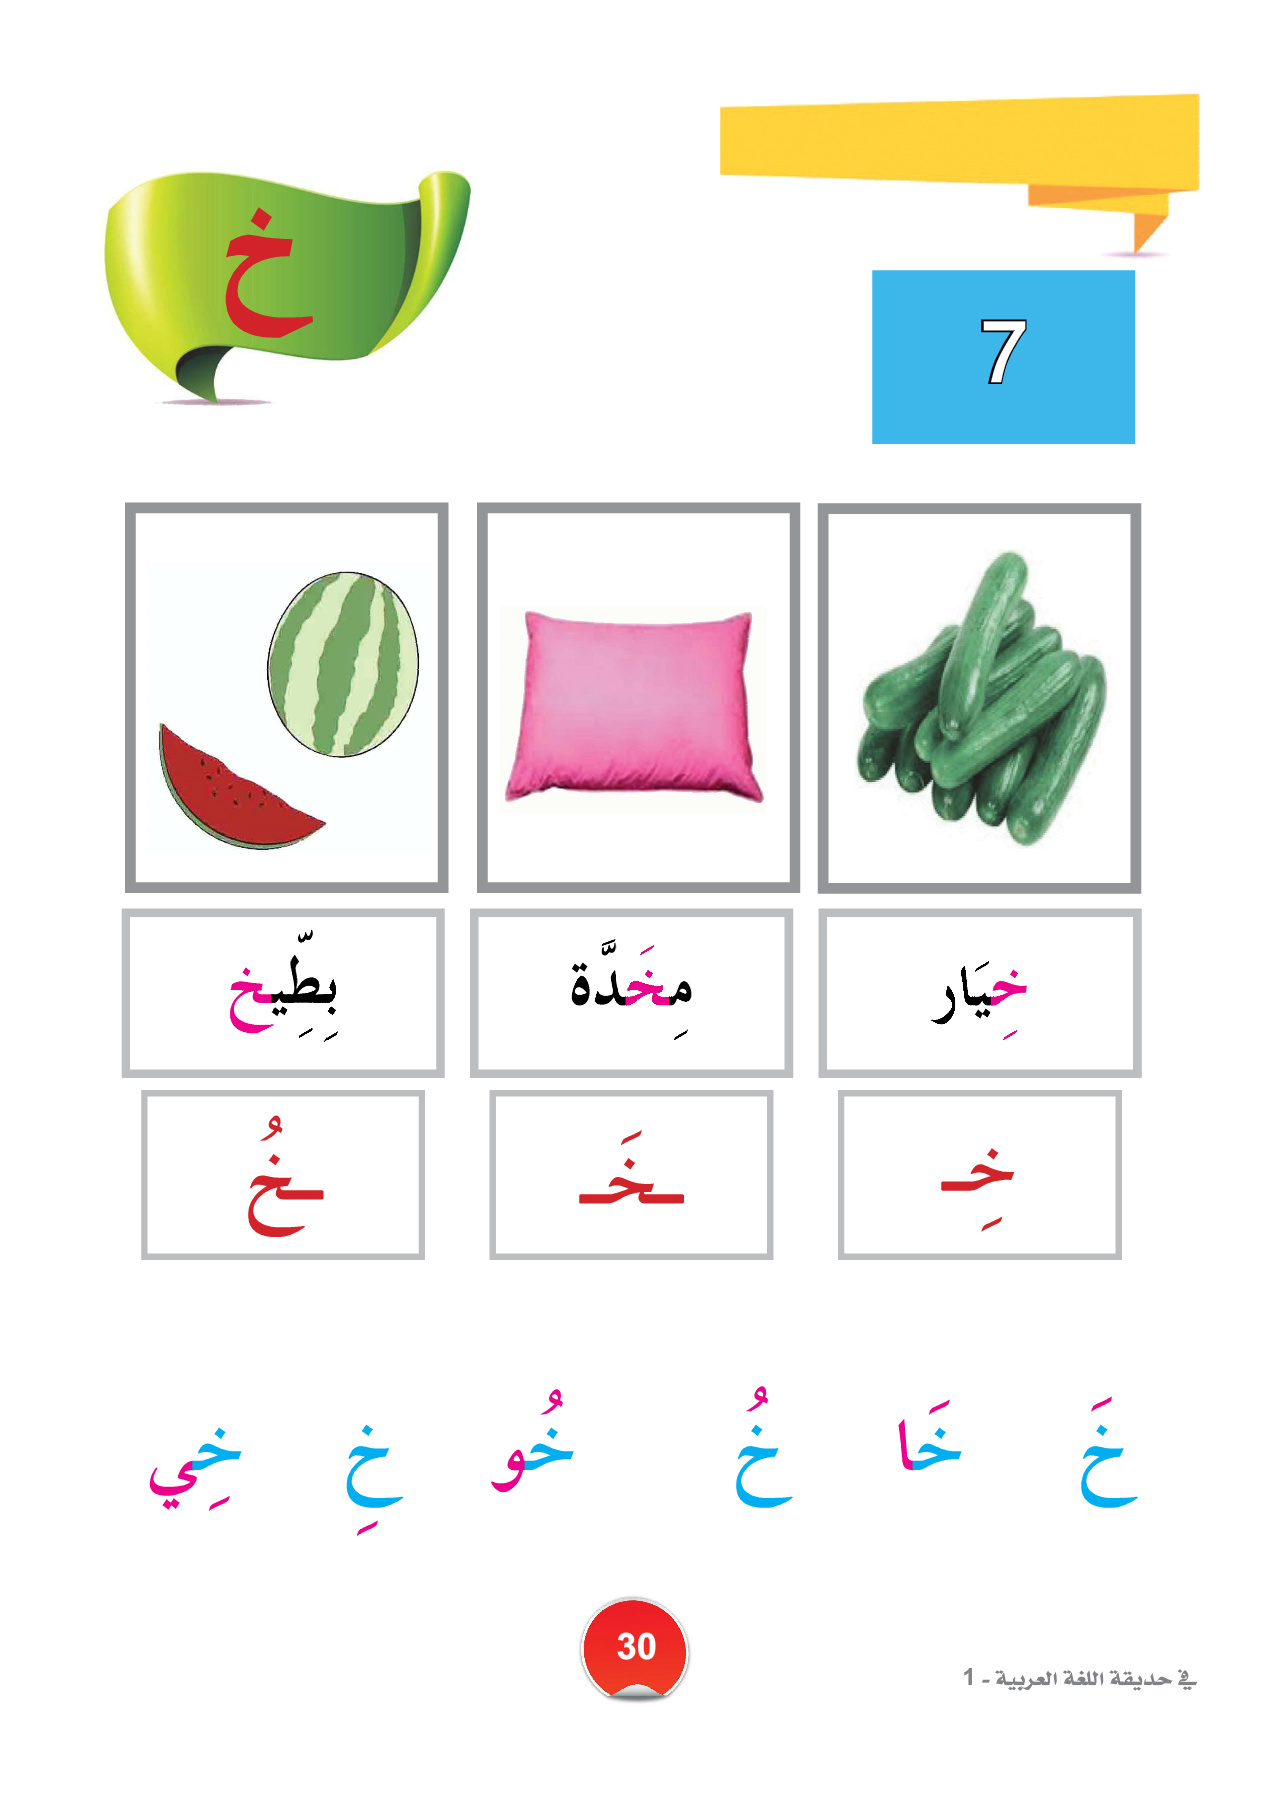 خ
7
خِيَار مِخَدَّة بِطِّيخ
خِـ ـخَـ ـخُ
خَ خَا خُ خُو خِ خِي
30
في حديقة اللغة العربية - 1